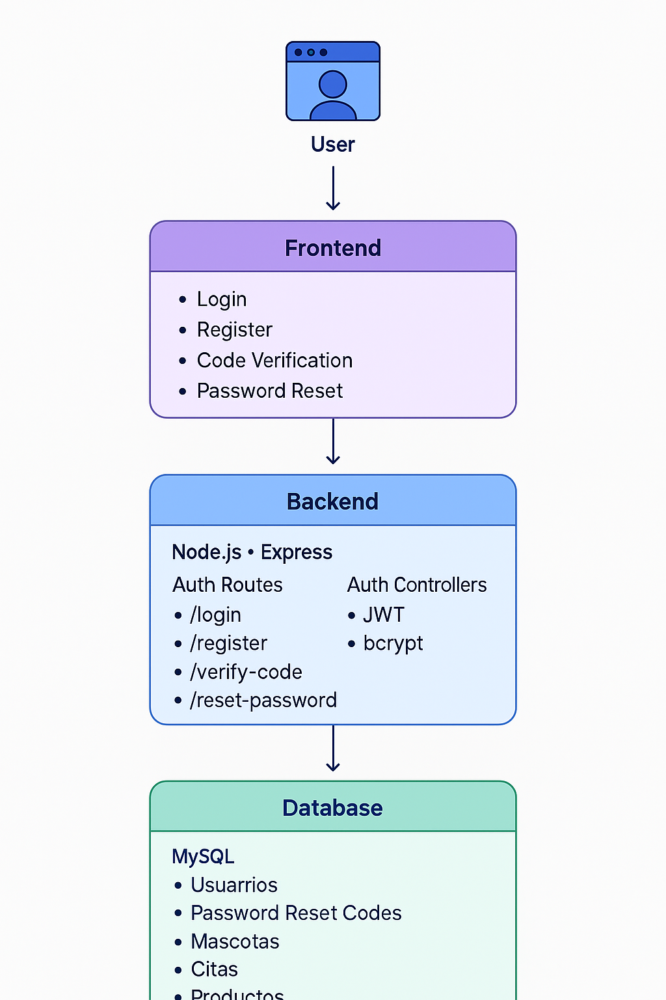 User
Frontend
• Login
• Register
• Code Verification
• Password Reset
Backend
Node.js • Express
Auth Routes
• /login
• /register
• /verify-code
• /reset-password
Auth Controllers
• JWT
• bcrypt
Database
MySQL
• Usuarrios
• Password Reset Codes
• Mascotas
• Citas
• Productos